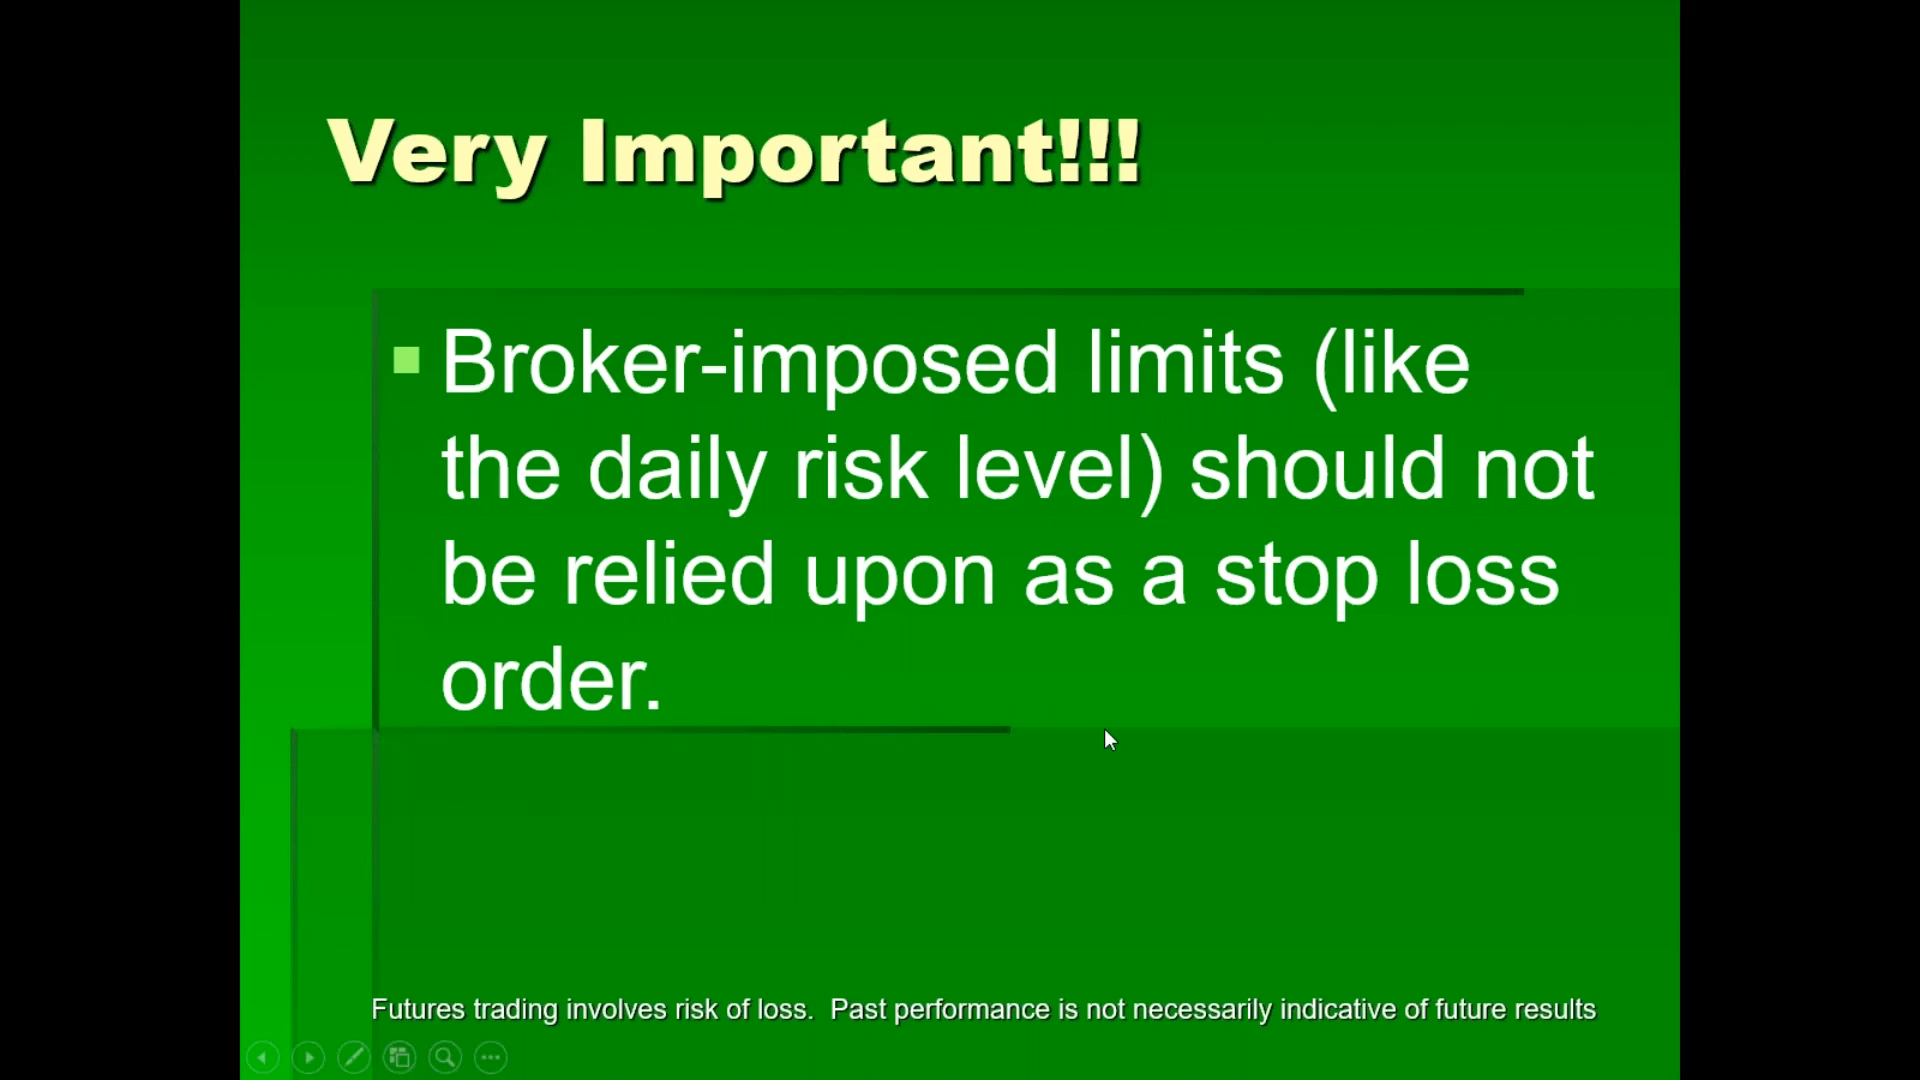 Very Important!!!
Broker-imposed limits (like
the daily risk level) should not
be relied upon as a stop loss
order.
Futures trading involves risk of loss.  Past performance is not necessarily indicative of future results